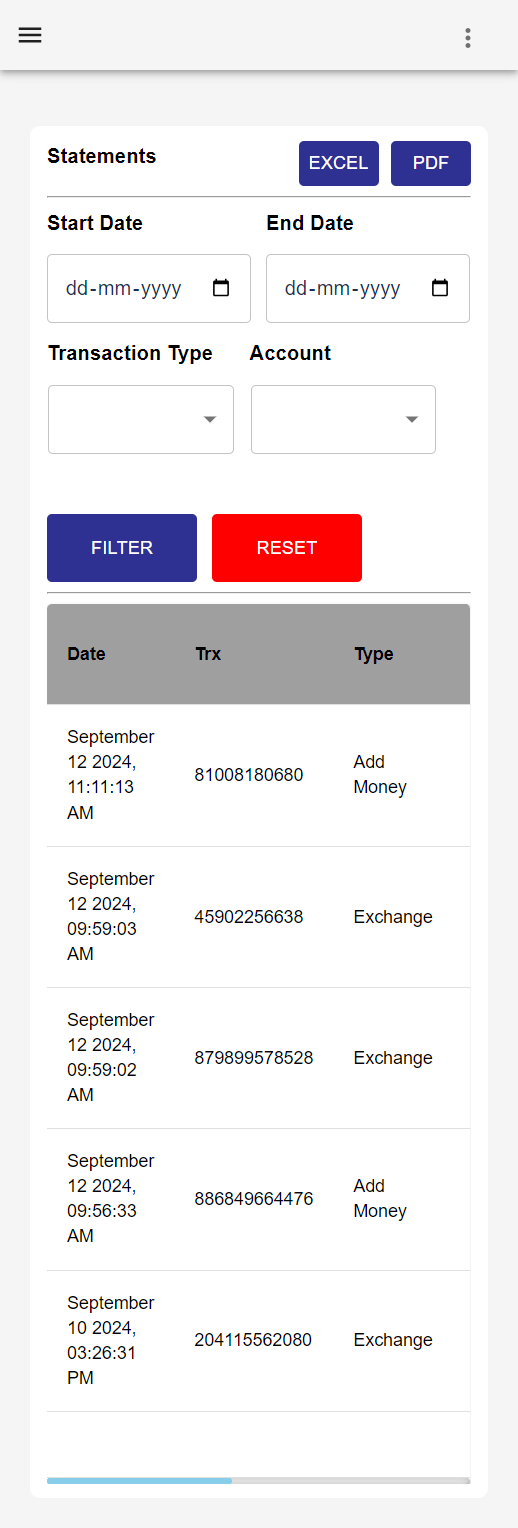 Statements
EXCEL
PDF
Start Date
End Date
dd-mm-yyyy
dd-mm-yyyy
Transaction Type
Account
FILTER
RESET
Date
Trx
Type
September
12 2024,
11:11:13
AM
81008180680
Add
Money
September
12 2024,
09:59:03
AM
45902256638
Exchange
September
12 2024,
09:59:02
AM
879899578528
Exchange
September
12 2024,
09:56:33
AM
886849664476
Add
Money
September
10 2024,
03:26:31
PM
204115562080
Exchange